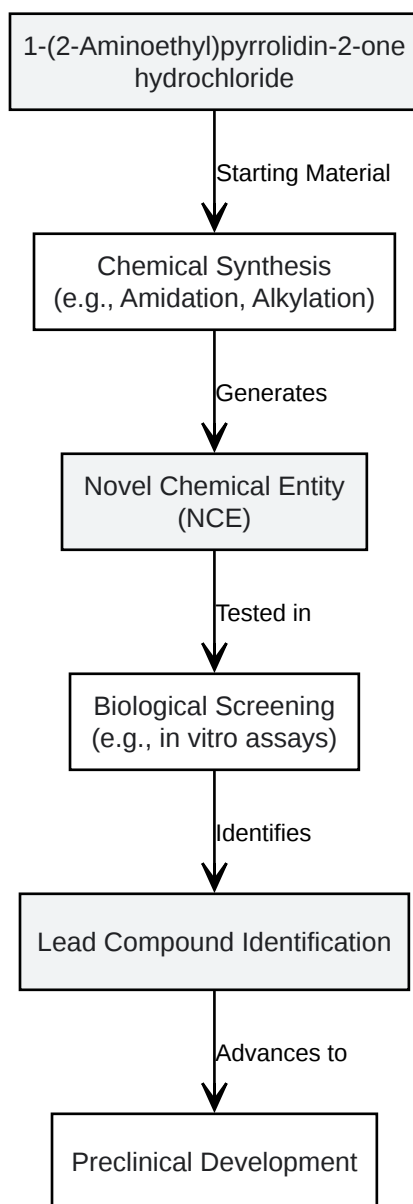 1-(2-Aminoethyl)pyrrolidin-2-one
hydrochloride
Starting Material
Chemical Synthesis
(e.g., Amidation, Alkylation)
Generates
Novel Chemical Entity
(NCE)
Tested in
Biological Screening
(e.g., in vitro assays)
Identifies
Lead Compound Identification
Advances to
Preclinical Development